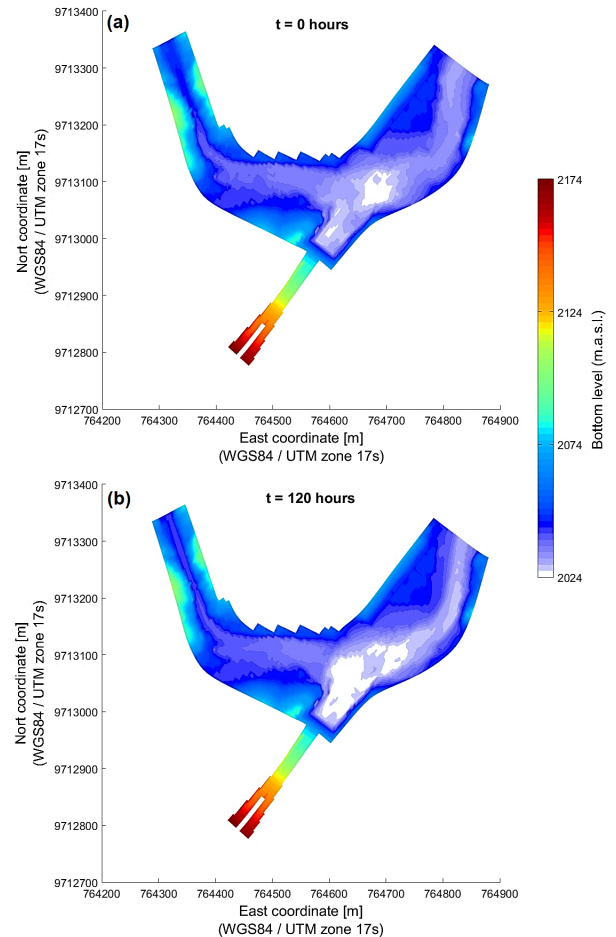 (a)
t = 0 hours
9713400
9713300
9713200
9713100
9713000
9712900
9712800
9712700
Nort coordinate [m]
(WGS84 / UTM zone 17s)
764200 764300 764400 764500 764600 764700 764800 764900
East coordinate [m]
(WGS84 / UTM zone 17s)
2174
2124
2074
2024
Bottom level (m.a.s.l.)
(b)
t = 120 hours
9713400
9713300
9713200
9713100
9713000
9712900
9712800
9712700
Nort coordinate [m]
(WGS84 / UTM zone 17s)
764200 764300 764400 764500 764600 764700 764800 764900
East coordinate [m]
(WGS84 / UTM zone 17s)